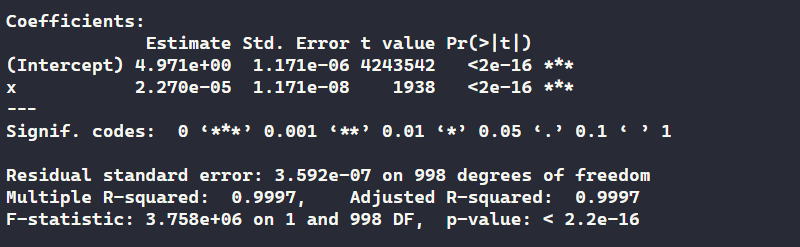 Coefficients:
             Estimate Std. Error t value Pr(>|t|)
(Intercept) 4.971e+00  1.171e-06 4243542   <2e-16 ***
x           2.270e-05  1.171e-08    1938   <2e-16 ***
---
Signif. codes:  0 ‘***’ 0.001 ‘**’ 0.01 ‘*’ 0.05 ‘.’ 0.1 ‘ ’ 1

Residual standard error: 3.592e-07 on 998 degrees of freedom
Multiple R-squared:  0.9997,    Adjusted R-squared:  0.9997
F-statistic: 3.758e+06 on 1 and 998 DF,  p-value: < 2.2e-16